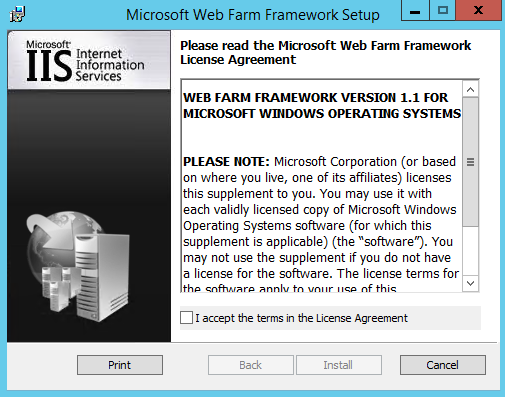 Microsoft Web Farm Framework Setup
Microsoft®
IIS
Internet
Information
Services
Please read the Microsoft Web Farm Framework
License Agreement
WEB FARM FRAMEWORK VERSION 1.1 FOR
MICROSOFT WINDOWS OPERATING SYSTEMS
PLEASE NOTE: Microsoft Corporation (or based
on where you live, one of its affiliates) licenses
this supplement to you. You may use it with
each validly licensed copy of Microsoft Windows
Operating Systems software (for which this
supplement is applicable) (the “software”). You
may not use the supplement if you do not have
a license for the software. The license terms for
the software apply to your use of this
I accept the terms in the License Agreement
Print
Back
Install
Cancel